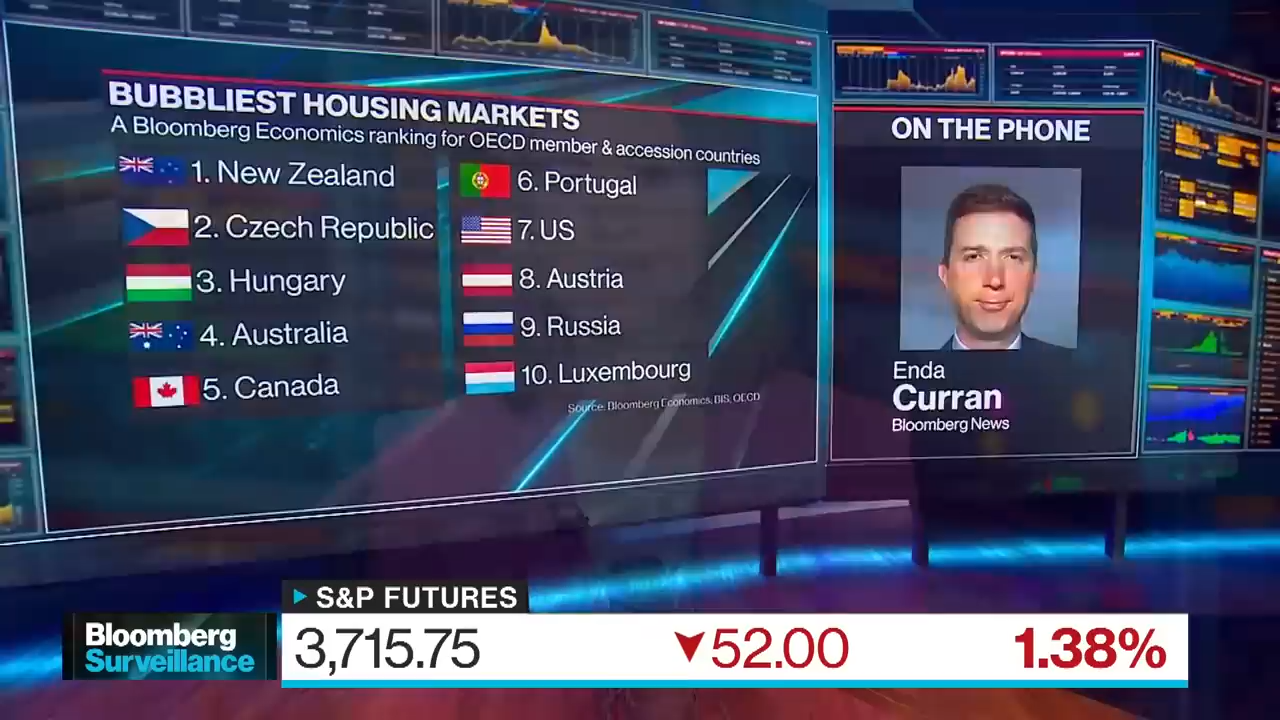 BUBBLIEST HOUSING MARKETS
A Bloomberg Economics ranking for OECD member & accession countries
1. New Zealand
2. Czech Republic
3. Hungary
4. Australia
5. Canada
6. Portugal
7. US
8. Austria
9. Russia
10. Luxembourg
Source: Bloomberg Economics, BIS, OECD
ON THE PHONE
Enda
Curran
Bloomberg News
S&P FUTURES
Bloomberg
Surveillance
3,715.75 52.00 1.38%